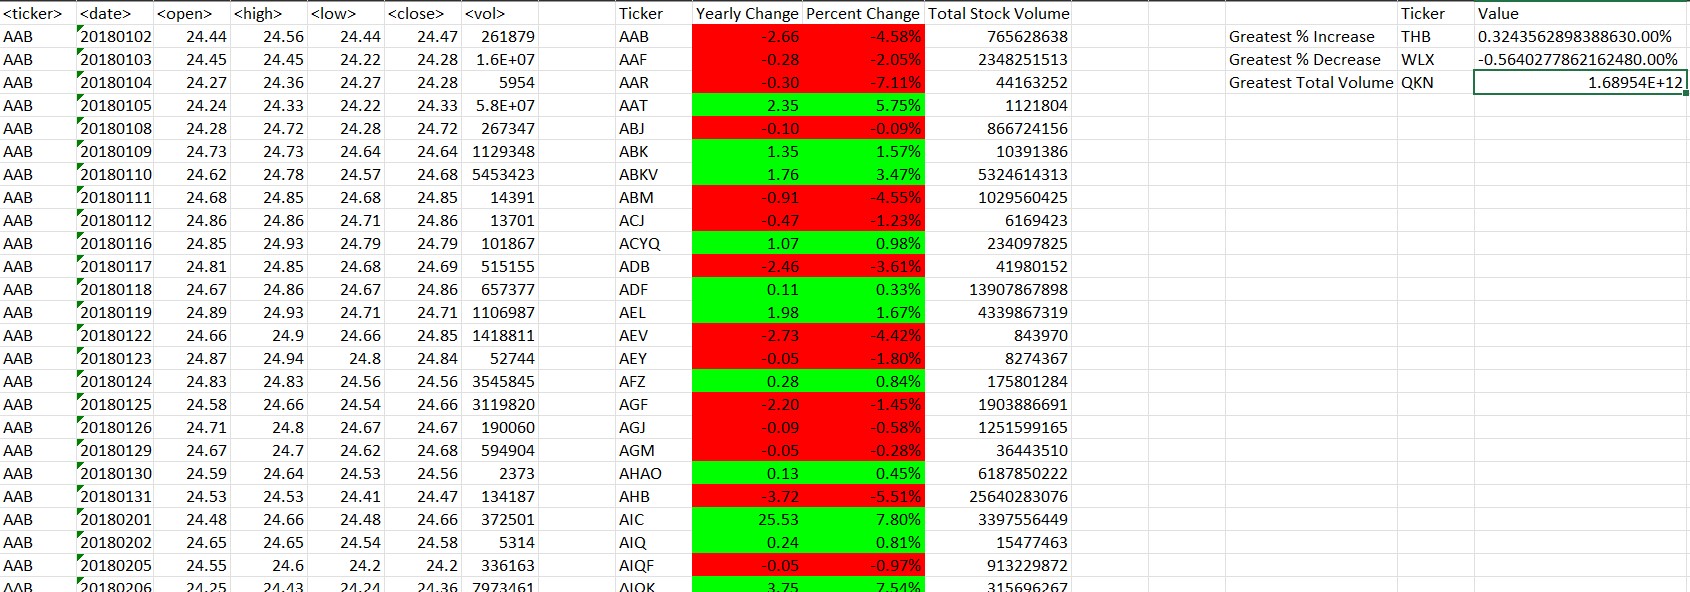 <ticker> <date> <open> <high> <low> <close> <vol> Ticker Yearly Change Percent Change Total Stock Volume Ticker Value
AAB 20180102 24.44 24.56 24.44 24.47 261879 AAB -2.66 -4.58% 765628638 Greatest % Increase THB 0.3243562898388630.00%
AAB 20180103 24.45 24.45 24.22 24.28 1.6E+07 AAF -0.28 -2.05% 2348251513 Greatest % Decrease WLX -0.5640277862162480.00%
AAB 20180104 24.27 24.36 24.27 24.28 5954 AAR -0.30 -7.11% 44163252 Greatest Total Volume QKN 1.68954E+12
AAB 20180105 24.24 24.33 24.22 24.33 5.8E+07 AAT 2.35 5.75% 1121804
AAB 20180108 24.28 24.72 24.28 24.72 267347 ABJ -0.10 -0.09% 866724156
AAB 20180109 24.73 24.73 24.64 24.64 1129348 ABK 1.35 1.57% 10391386
AAB 20180110 24.62 24.78 24.57 24.68 5453423 ABKV 1.76 3.47% 5324614313
AAB 20180111 24.68 24.85 24.68 24.85 14391 ABM -0.91 -4.55% 1029560425
AAB 20180112 24.86 24.86 24.71 24.86 13701 ACJ -0.47 -1.23% 6169423
AAB 20180116 24.85 24.93 24.79 24.79 101867 ACYQ 1.07 0.98% 234097825
AAB 20180117 24.81 24.85 24.68 24.69 515155 ADB -2.46 -3.61% 41980152
AAB 20180118 24.67 24.86 24.67 24.86 657377 ADF 0.11 0.33% 13907867898
AAB 20180119 24.89 24.93 24.71 24.71 1106987 AEL 1.98 1.67% 4339867319
AAB 20180122 24.66 24.9 24.66 24.85 1418811 AEV -2.73 -4.42% 843970
AAB 20180123 24.87 24.94 24.8 24.84 52744 AEY -0.05 -1.80% 8274367
AAB 20180124 24.83 24.83 24.56 24.56 3545845 AFZ 0.28 0.84% 175801284
AAB 20180125 24.58 24.66 24.54 24.66 3119820 AGF -2.20 -1.45% 1903886691
AAB 20180126 24.71 24.8 24.67 24.67 190060 AGJ -0.09 -0.58% 1251599165
AAB 20180129 24.67 24.7 24.62 24.68 594904 AGM -0.05 -0.28% 36443510
AAB 20180130 24.59 24.64 24.53 24.56 2373 AHAO 0.13 0.45% 6187850222
AAB 20180131 24.53 24.53 24.41 24.47 134187 AHB -3.72 -5.51% 25640283076
AAB 20180201 24.48 24.66 24.48 24.66 372501 AIC 25.53 7.80% 3397556449
AAB 20180202 24.65 24.65 24.54 24.58 5314 AIQ 0.24 0.81% 15477463
AAB 20180205 24.55 24.6 24.2 24.2 336163 AIQF -0.05 -0.97% 913229872
AAB 20180206 24.25 24.43 24.24 24.36 7973461 AIOK 3.75 7.54% 315696267